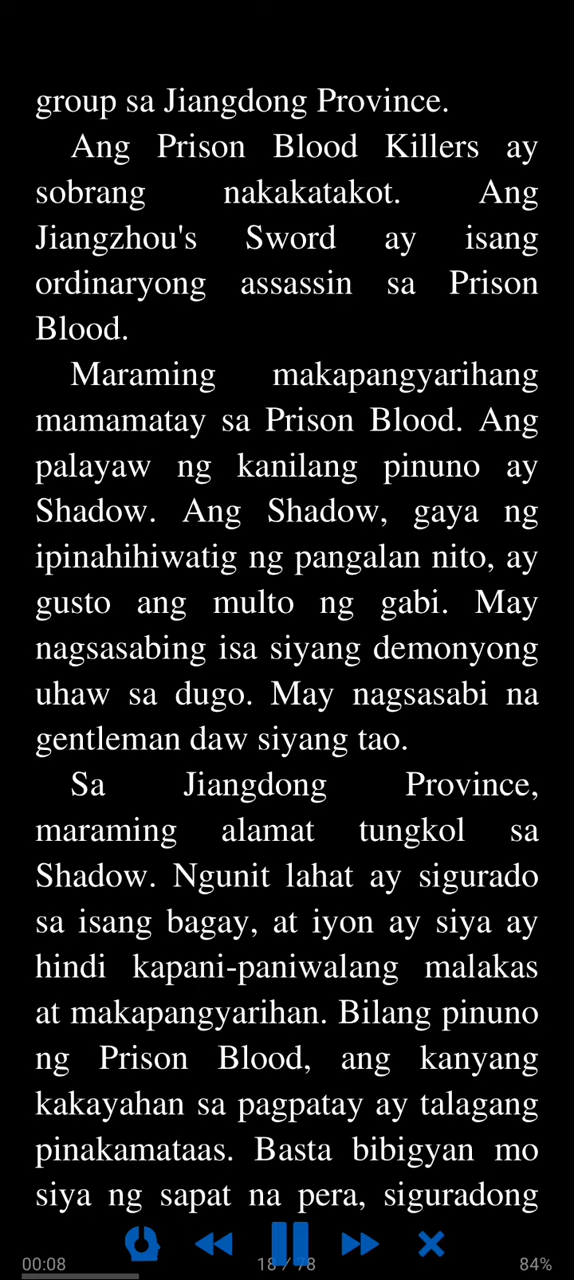 group sa Jiangdong Province.
Ang Prison Blood Killers ay
sobrang nakakatakot. Ang
Jiangzhou's Sword ay isang
ordinaryong assassin sa Prison
Blood.
Maraming makapangyarihang
mamamatay sa Prison Blood. Ang
palayaw ng kanilang pinuno ay
Shadow. Ang Shadow, gaya ng
ipinahihiwatig ng pangalan nito, ay
gusto ang multo ng gabi. May
nagsasabing isa siyang demonyong
uhaw sa dugo. May nagsasabi na
gentleman daw siyang tao.
Sa Jiangdong Province,
maraming alamat tungkol sa
Shadow. Ngunit lahat ay sigurado
sa isang bagay, at iyon ay siya ay
hindi kapani-paniwalang malakas
at makapangyarihan. Bilang pinuno
ng Prison Blood, ang kanyang
kakayahan sa pagpatay ay talagang
pinakamataas. Basta bibigyan mo
siya ng sapat na pera, siguradong
00:08 18 / 78 84%